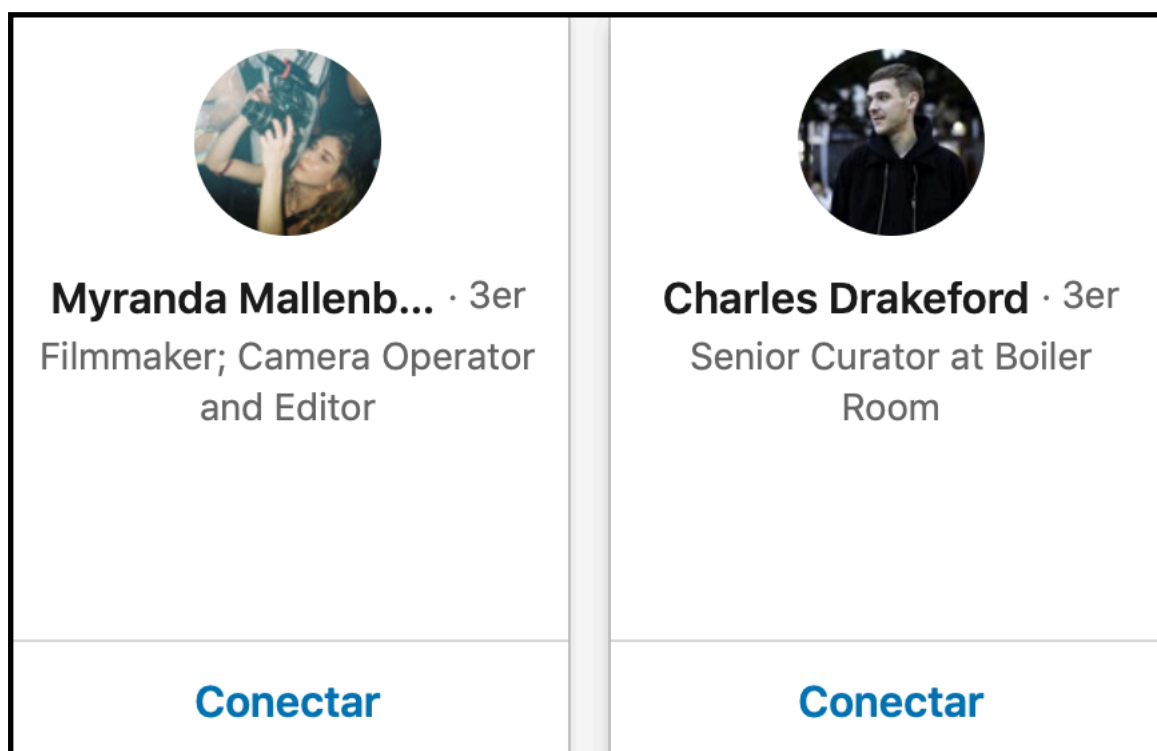 Myranda Mallenb... · 3er
Filmmaker; Camera Operator
and Editor
Conectar
Charles Drakeford · 3er
Senior Curator at Boiler
Room
Conectar